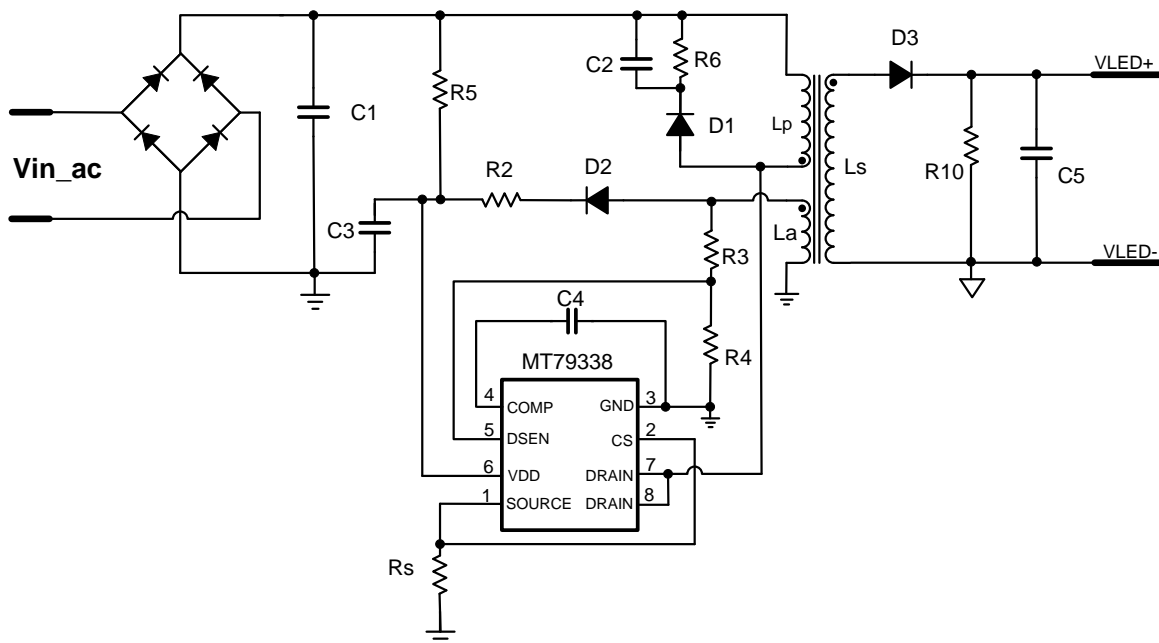 D3
C2
R6
VLED+
R5
C1
D1
Lp
Vin_ac
R2
D2
Ls
R10
C5
C3
La
R3
VLED-
C4
R4
MT79338
4
COMP
GND
3
5
DSEN
CS
2
6
VDD
DRAIN
7
1
SOURCE
DRAIN
8
Rs